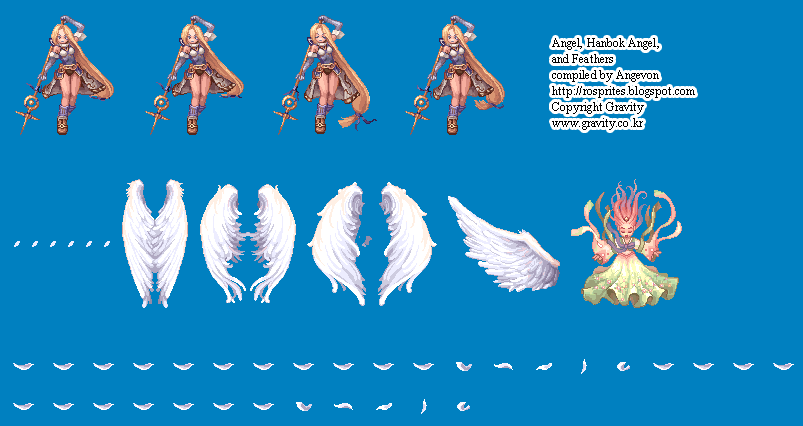 Angel, Hanbok Angel,
and Feathers
compiled by Angevon
http://rosprites.blogspot.com
Copyright Gravity
www.gravity.co.kr